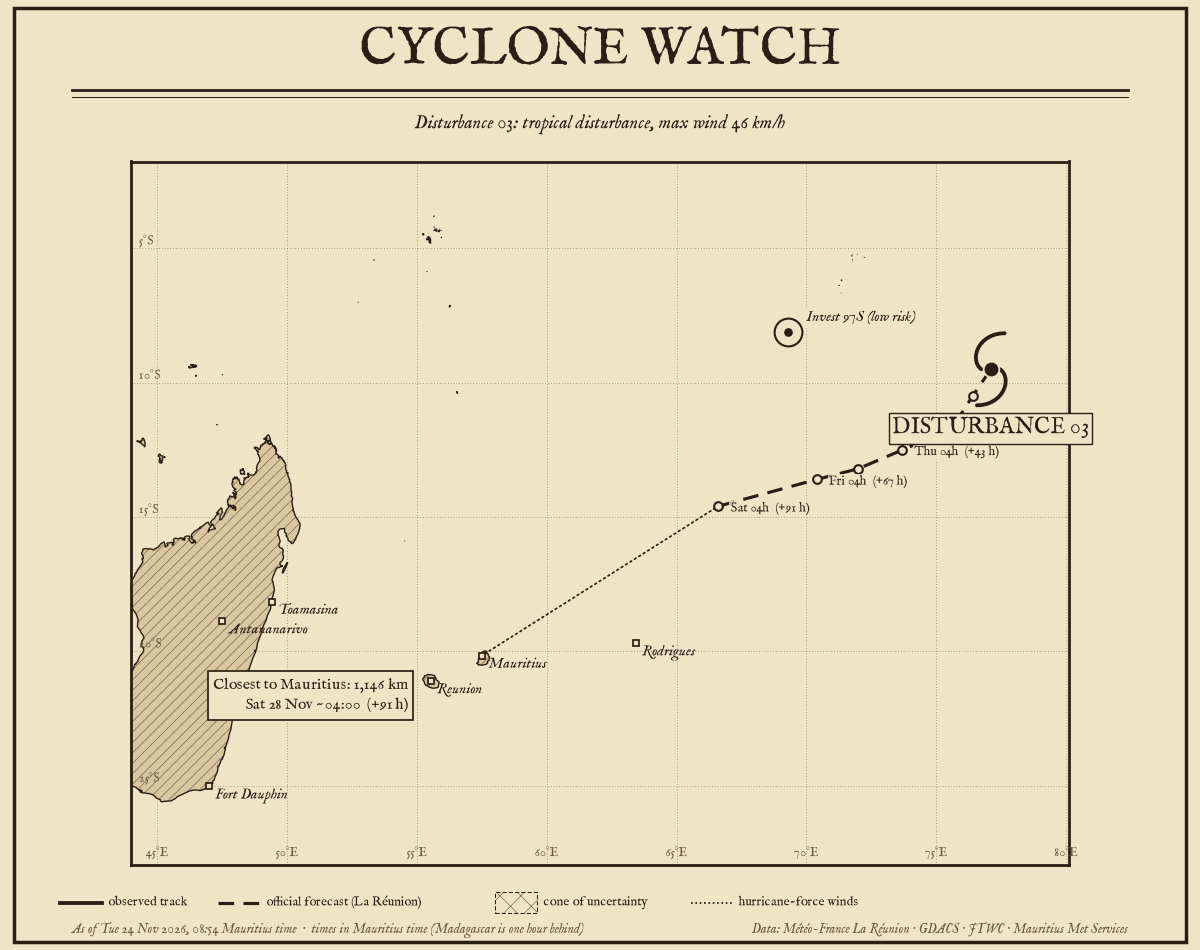 CYCLONE WATCH
Disturbance 03: tropical disturbance, max wind 46 km/h
5°S
Invest 97S (low risk)
10°S
DISTURBANCE 03
Thu 04h (+43 h)
Fri 04h (+67 h)
Sat 04h (+91 h)
15°S
Toamasina
Antananarivo
20°S
Rodrigues
Mauritius
Reunion
Closest to Mauritius: 1,146 km
Sat 28 Nov ~04:00 (+91 h)
25°S
Fort Dauphin
45°E 50°E 55°E 60°E 65°E 70°E 75°E 80°E
observed track official forecast (La Réunion) cone of uncertainty hurricane-force winds
As of Tue 24 Nov 2026, 08:54 Mauritius time · times in Mauritius time (Madagascar is one hour behind) Data: Météo-France La Réunion · GDACS · JTWC · Mauritius Met Services